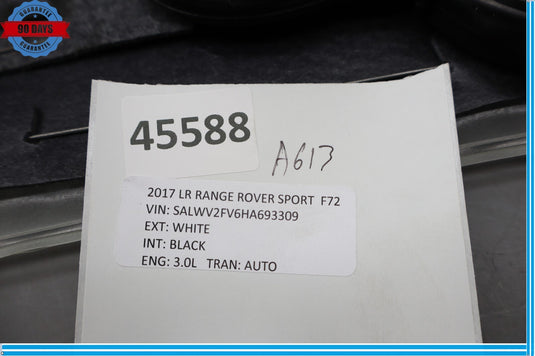 GUARANTEE
90 DAYS
GUARANTEE
45588
A613
2017 LR RANGE ROVER SPORT F72
VIN: SALWV2FV6HA693309
EXT: WHITE
INT: BLACK
ENG: 3.0L TRAN: AUTO